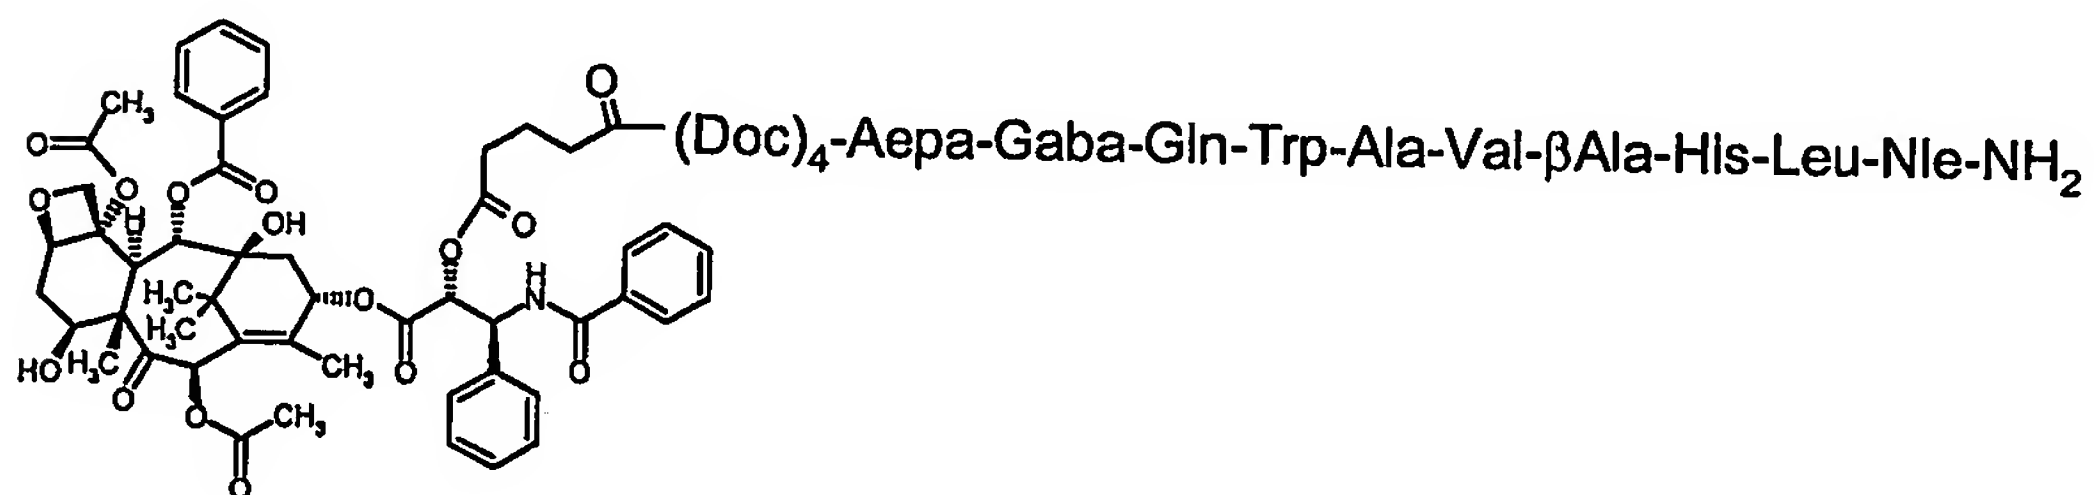 O
CH₃
O
(Doc)₄-Aepa-Gaba-Gln-Trp-Ala-Val-βAla-His-Leu-Nle-NH₂
O
O
O
O
H
OH
O
O
H
N
H₃C
O
H₃C
HO
H₃C
CH₃
O
O
O
O
CH₃
O